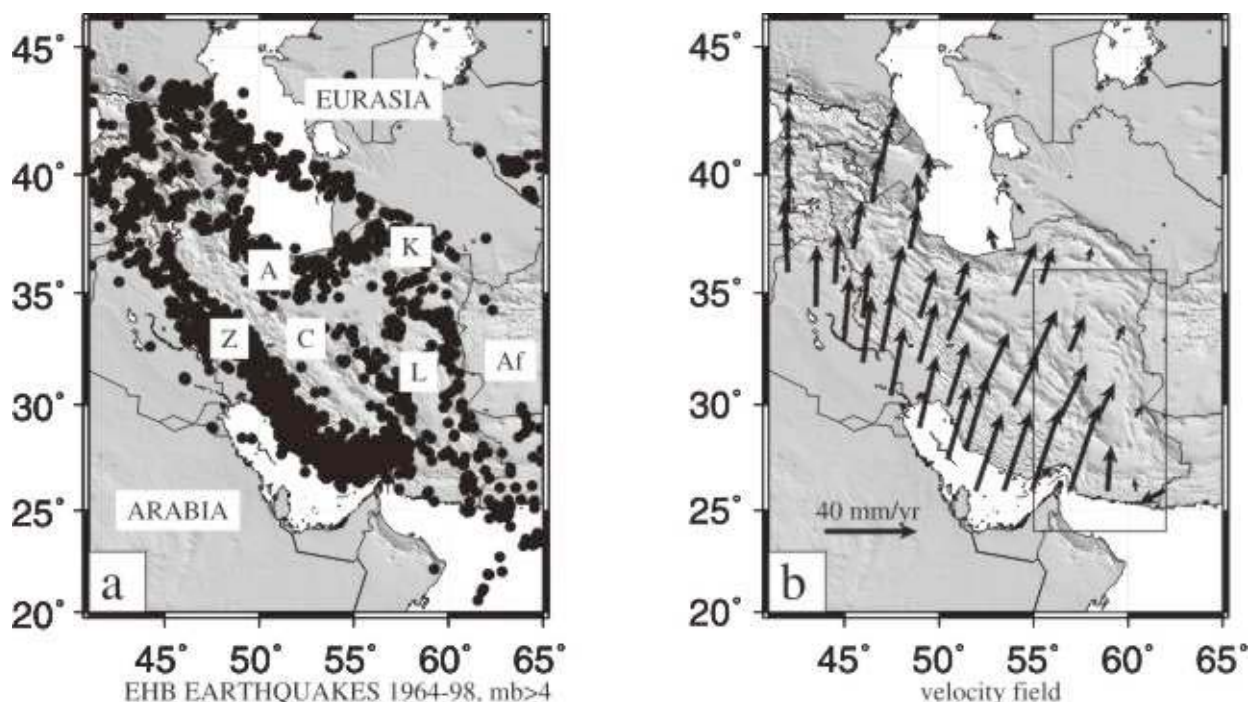 45°
40°
35°
30°
25°
20°
EURASIA
K
A
Z
C
L
Af
ARABIA
a
45° 50° 55° 60° 65°
EHB EARTHQUAKES 1964-98, mb>4
45°
40°
35°
30°
25°
20°
40 mm/yr
b
45° 50° 55° 60° 65°
velocity field